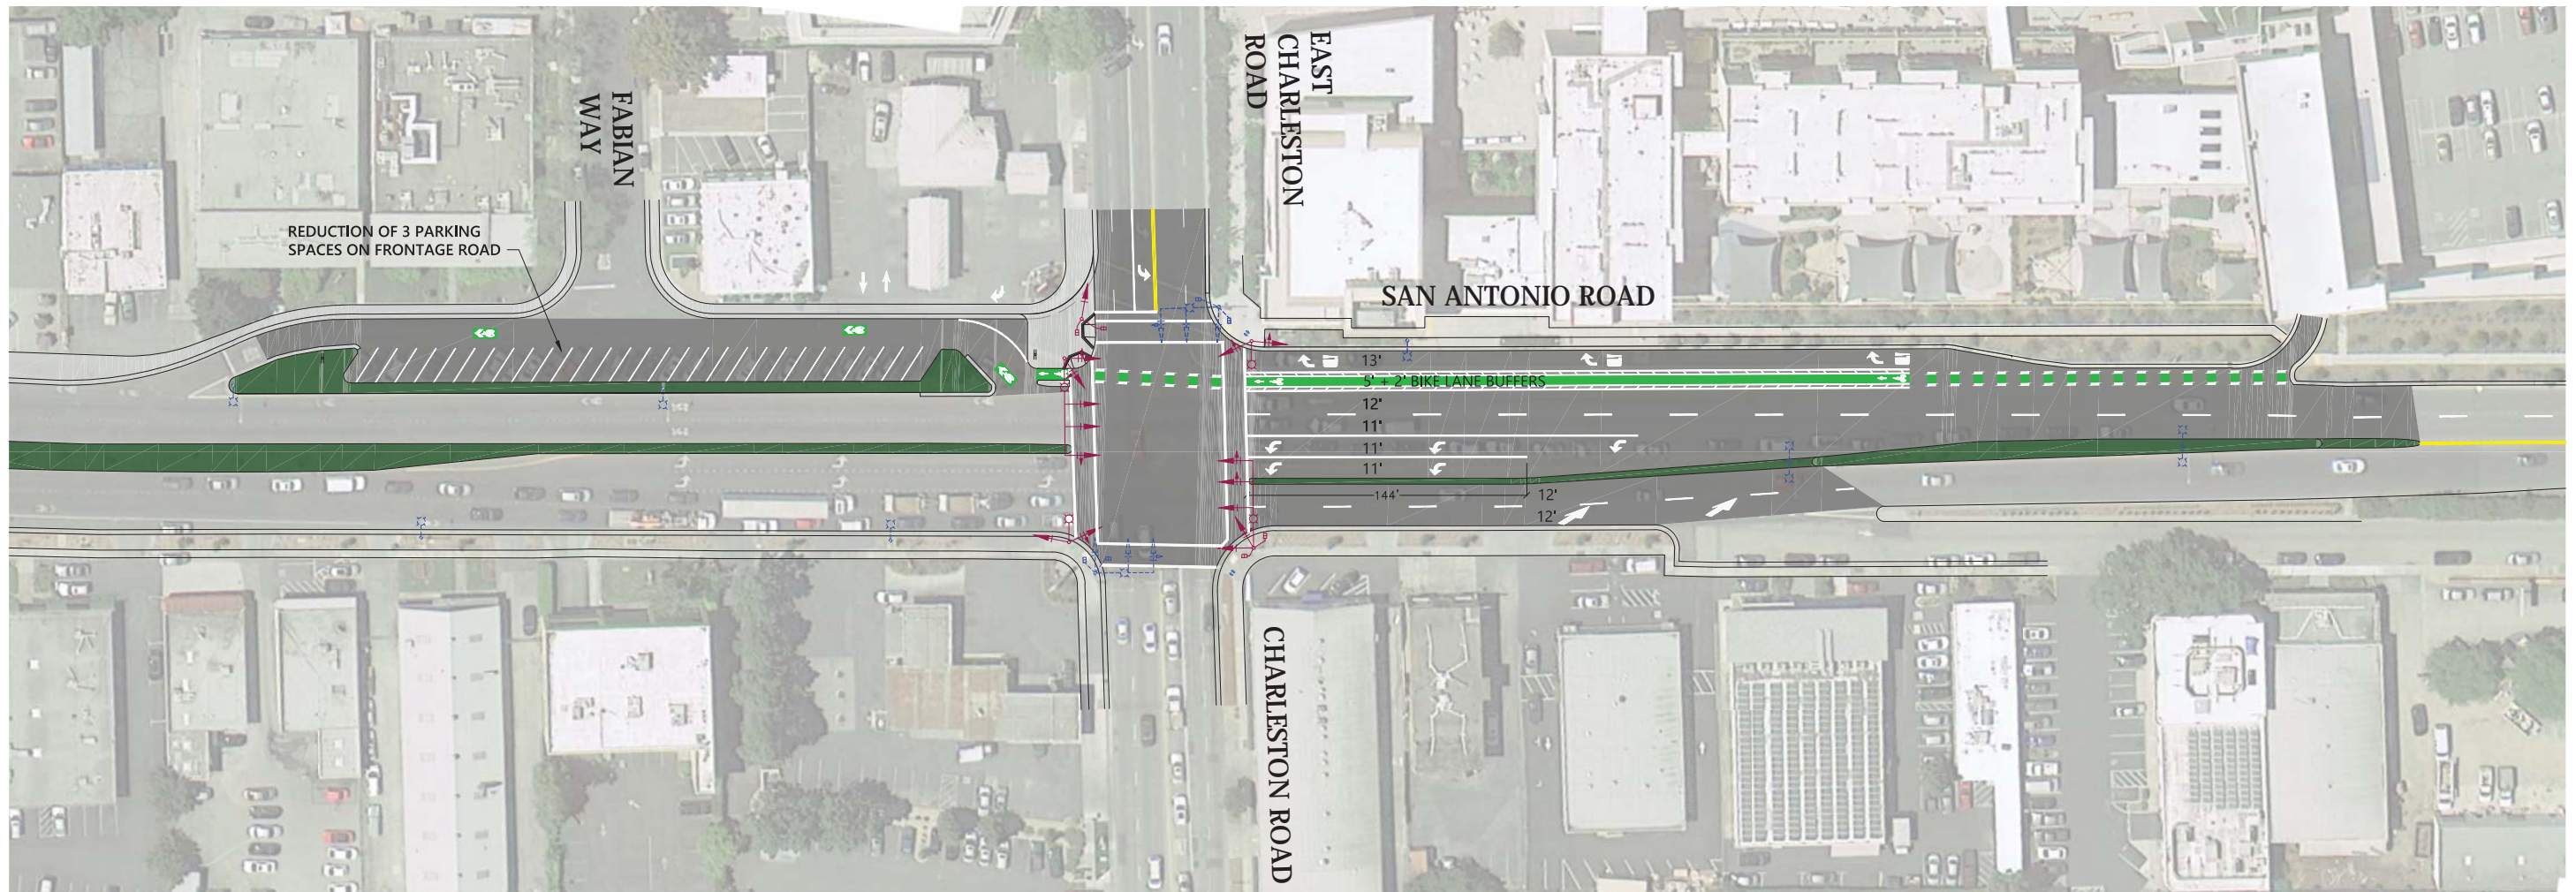 EAST
CHARLESTON
ROAD
FABIAN
WAY
REDUCTION OF 3 PARKING
SPACES ON FRONTAGE ROAD
SAN ANTONIO ROAD
13'
5' + 2' BIKE LANE BUFFERS
12'
11'
11'
11'
144'
12'
12'
CHARLESTON ROAD